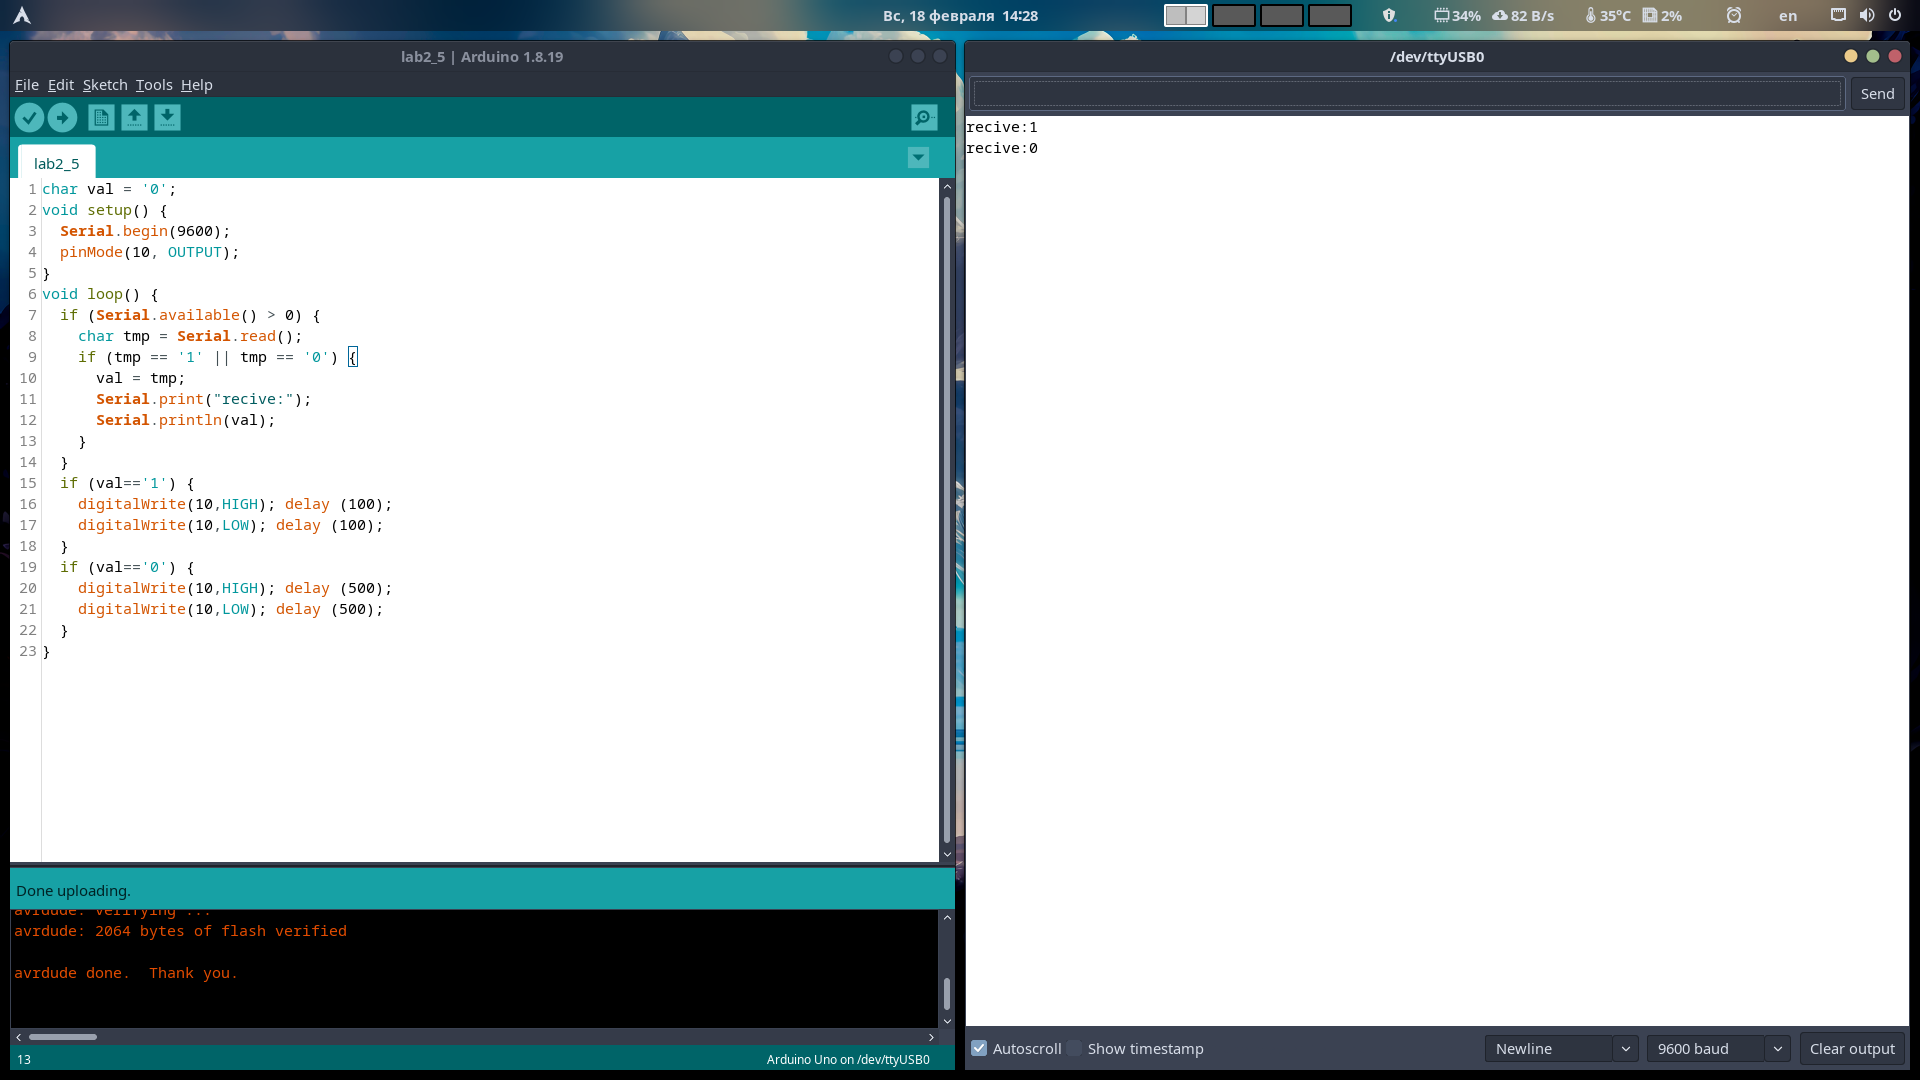 Вс, 18 февраля 14:28
34% 82 B/s 35°C 2% en
lab2_5 | Arduino 1.8.19
File Edit Sketch Tools Help
lab2_5
1 char val = '0';
2 void setup() {
3   Serial.begin(9600);
4   pinMode(10, OUTPUT);
5 }
6 void loop() {
7   if (Serial.available() > 0) {
8     char tmp = Serial.read();
9     if (tmp == '1' || tmp == '0') {
10       val = tmp;
11       Serial.print("recive:");
12       Serial.println(val);
13     }
14   }
15   if (val=='1') {
16     digitalWrite(10,HIGH); delay (100);
17     digitalWrite(10,LOW); delay (100);
18   }
19   if (val=='0') {
20     digitalWrite(10,HIGH); delay (500);
21     digitalWrite(10,LOW); delay (500);
22   }
23 }
Done uploading.
avrdude: verifying ...
avrdude: 2064 bytes of flash verified
avrdude done.  Thank you.
13 Arduino Uno on /dev/ttyUSB0
/dev/ttyUSB0
Send
recive:1
recive:0
Autoscroll Show timestamp Newline 9600 baud Clear output